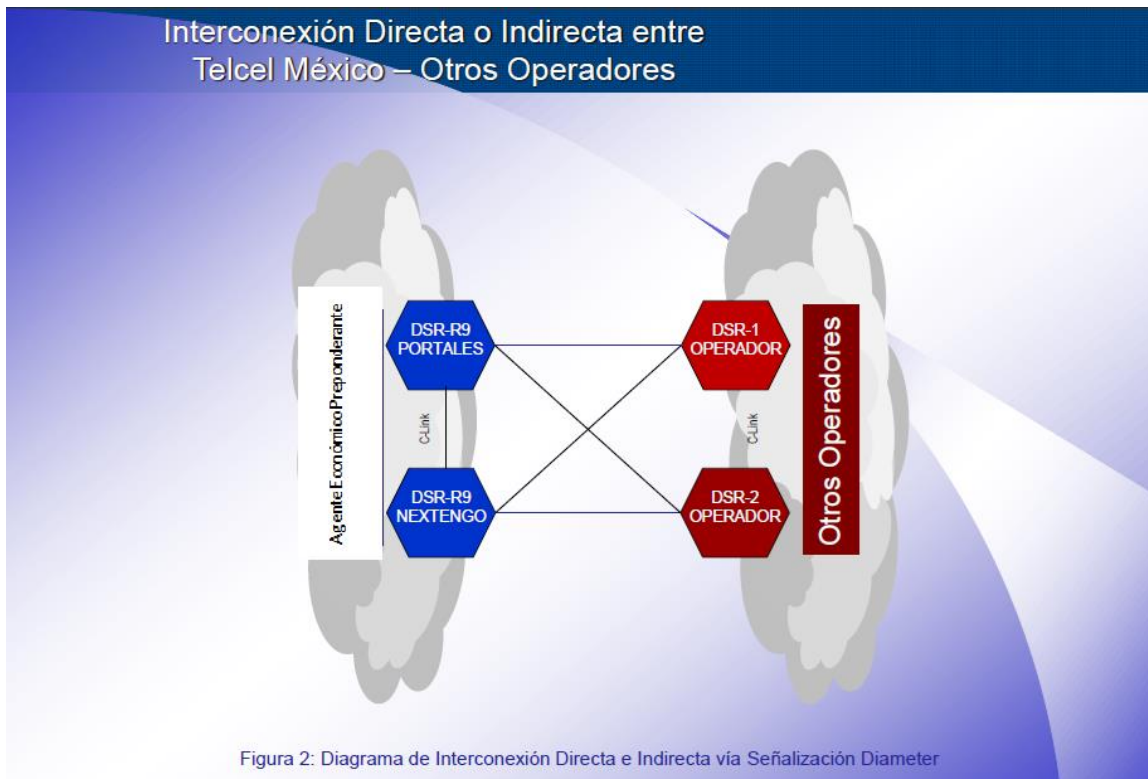 Interconexión Directa o Indirecta entre
Telcel México – Otros Operadores
Agente Económico Preponderante
DSR-R9
PORTALES
C-Link
DSR-R9
NEXTENGO
DSR-1
OPERADOR
C-Link
DSR-2
OPERADOR
Otros Operadores
Figura 2: Diagrama de Interconexión Directa e Indirecta vía Señalización Diameter